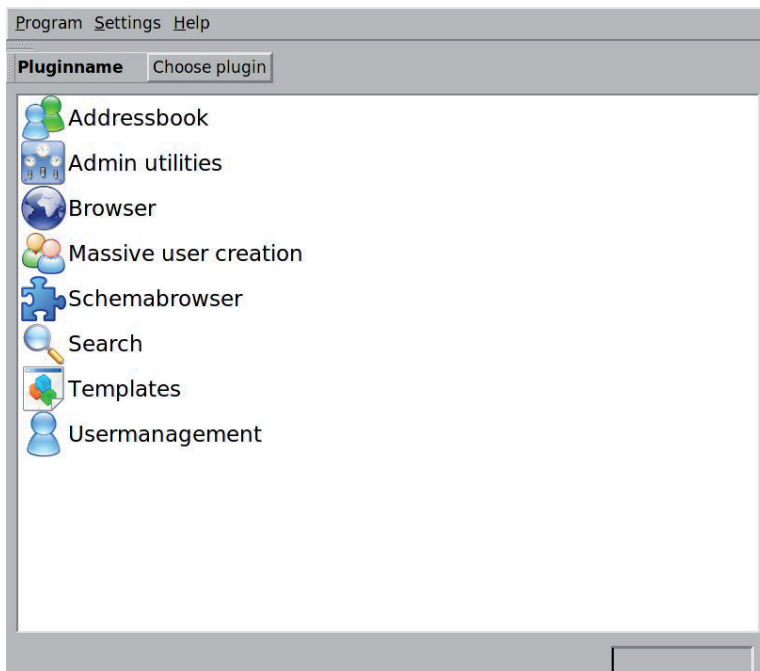 Program Settings Help
Pluginname Choose plugin
Addressbook
Admin utilities
Browser
Massive user creation
Schemabrowser
Search
Templates
Usermanagement